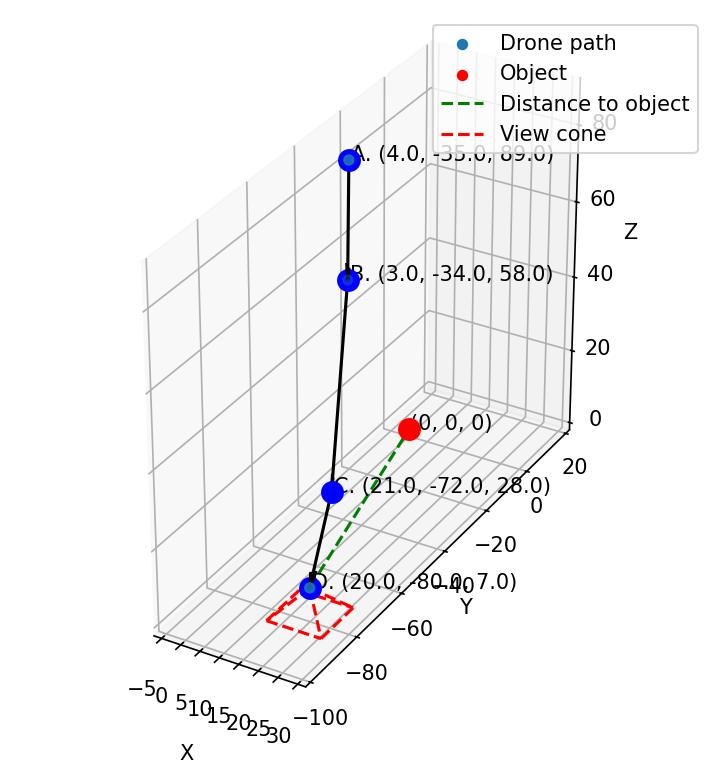 Drone path
Object
Distance to object
View cone
A. (4.0, -35.0, 89.0)
B. (3.0, -34.0, 58.0)
(0, 0, 0)
C. (21.0, -72.0, 28.0)
D. (20.0, -80.0, 7.0)
80
60
Z
40
20
0
20
0
−20
−40
Y
−60
−80
−100
−5
0
5
10
15
20
25
30
X